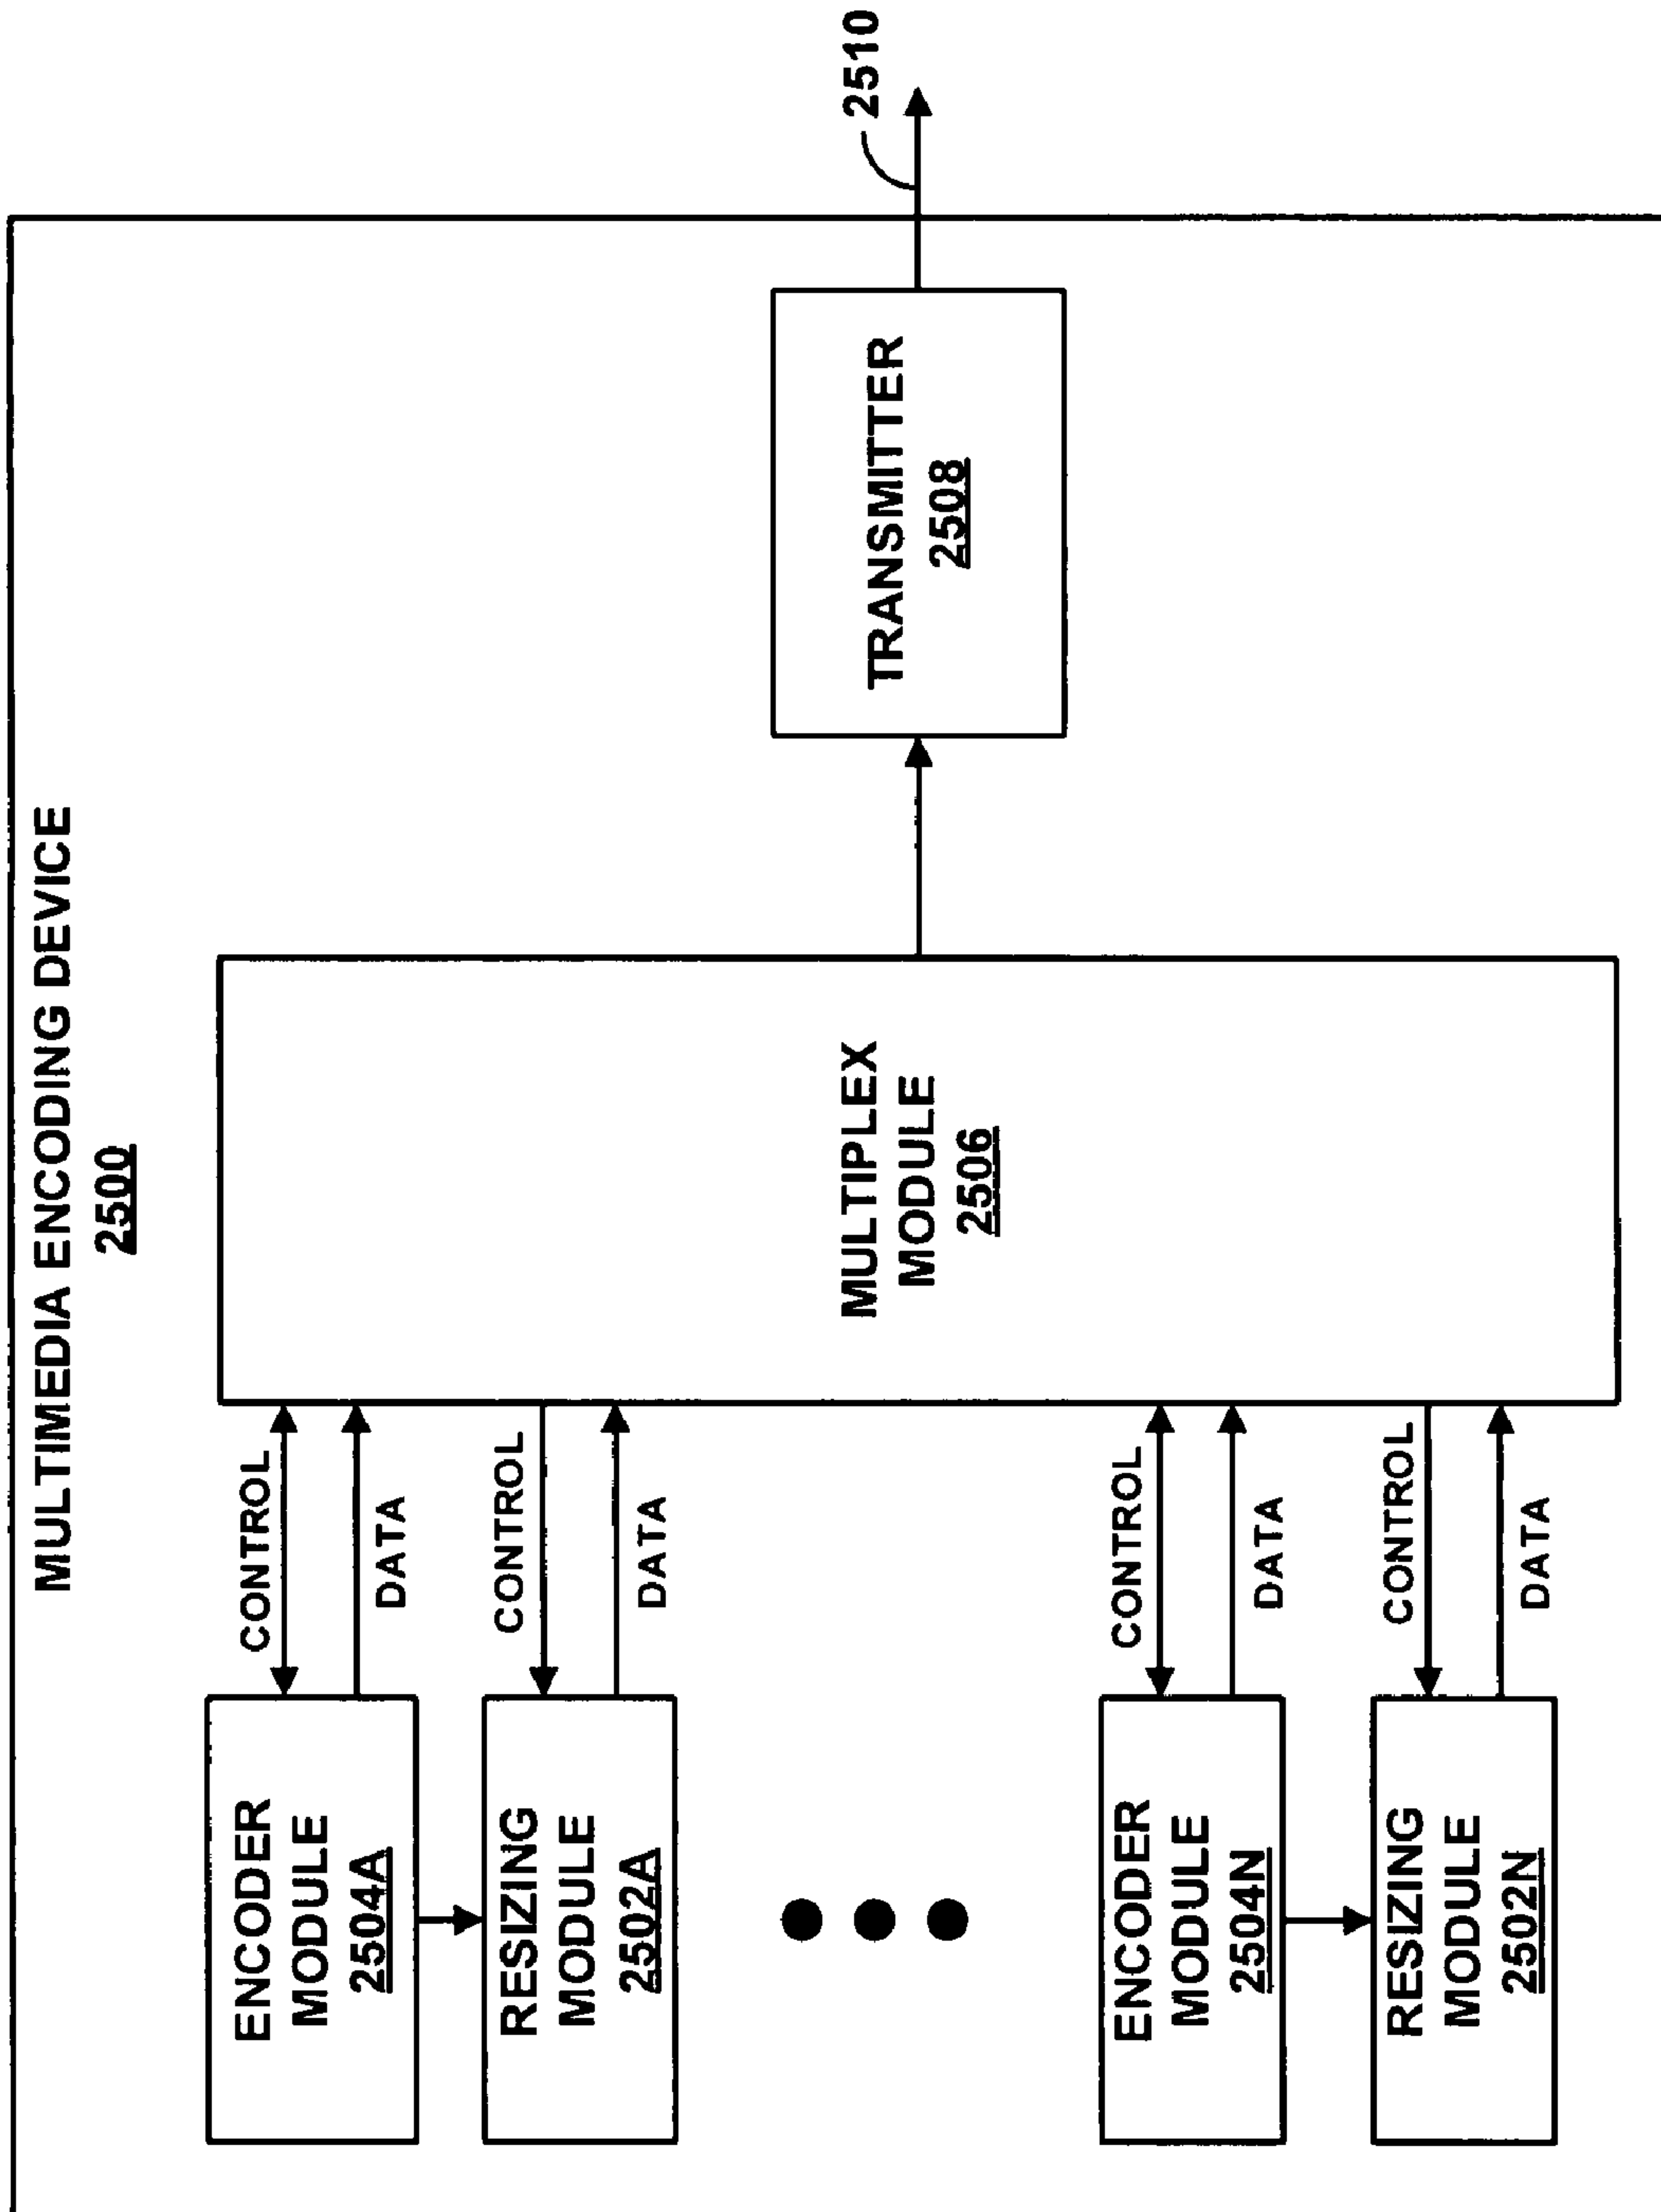 MULTIMEDIA ENCODING DEVICE
2500
ENCODER
MODULE
2504A
CONTROL
DATA
RESIZING
MODULE
2502A
CONTROL
DATA
MULTIPLEX
MODULE
2506
TRANSMITTER
2508
2510
ENCODER
MODULE
2504N
CONTROL
DATA
RESIZING
MODULE
2502N
CONTROL
DATA